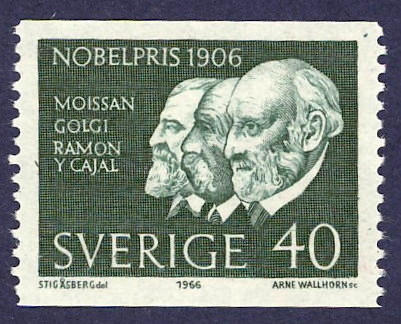 NOBELPRIS 1906
MOISSAN
GOLGI
RAMON
Y CAJAL
SVERIGE 40
STIG ÅSBERG del 1966 ARNE WALLHORN sc